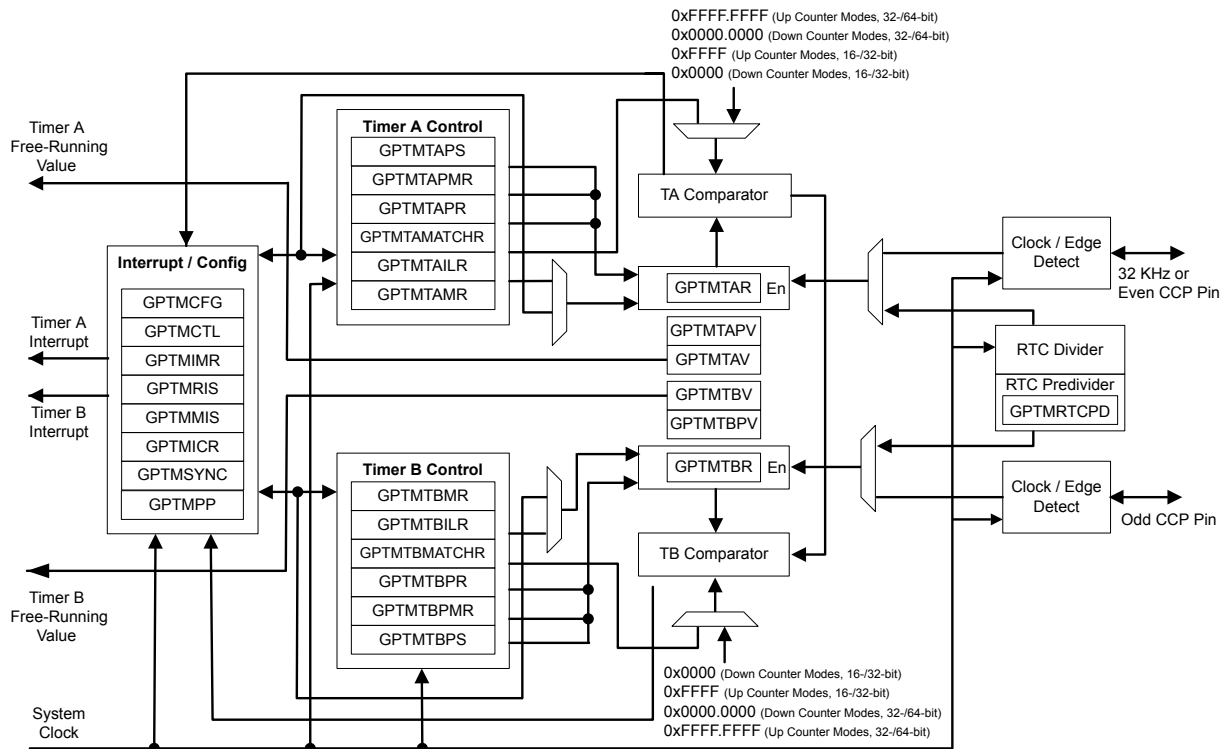 0xFFFF.FFFF (Up Counter Modes, 32-/64-bit)
0x0000.0000 (Down Counter Modes, 32-/64-bit)
0xFFFF (Up Counter Modes, 16-/32-bit)
0x0000 (Down Counter Modes, 16-/32-bit)
Timer A
Free-Running
Value
Timer A Control
GPTMTAPS
GPTMTAPMR
GPTMTAPR
GPTMTAMATCHR
GPTMTAILR
GPTMTAMR
TA Comparator
GPTMTAR
En
Clock / Edge
Detect
32 KHz or
Even CCP Pin
Interrupt / Config
GPTMCFG
GPTMCTL
GPTMIMR
GPTMRIS
GPTMMIS
GPTMICR
GPTMSYNC
GPTMPP
Timer A
Interrupt
Timer B
Interrupt
GPTMTAPV
GPTMTAV
GPTMTBV
GPTMTBPV
RTC Divider
RTC Predivider
GPTMRTCPD
Timer B Control
GPTMTBMR
GPTMTBILR
GPTMTBMATCHR
GPTMTBPR
GPTMTBPMR
GPTMTBPS
GPTMTBR
En
TB Comparator
Clock / Edge
Detect
Odd CCP Pin
Timer B
Free-Running
Value
0x0000 (Down Counter Modes, 16-/32-bit)
0xFFFF (Up Counter Modes, 16-/32-bit)
0x0000.0000 (Down Counter Modes, 32-/64-bit)
0xFFFF.FFFF (Up Counter Modes, 32-/64-bit)
System
Clock